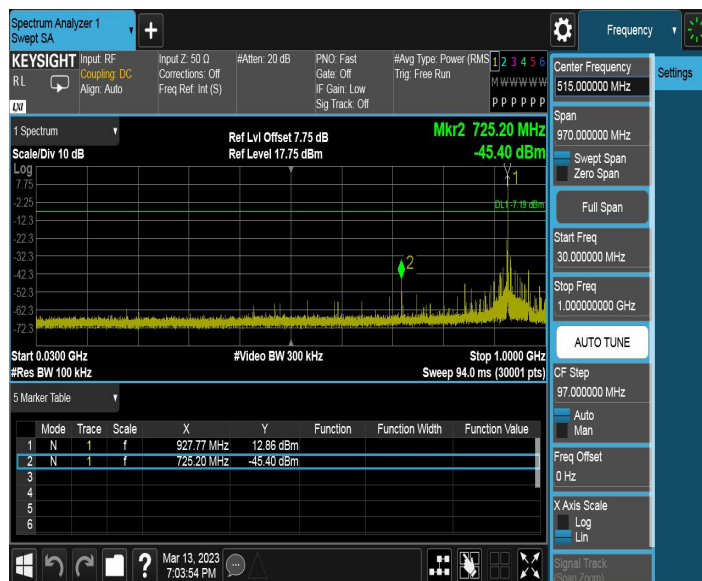 Spectrum Analyzer 1
Swept SA
+
Frequency
KEYSIGHT Input: RF Input Z: 50 Ω #Atten: 20 dB PNO: Fast #Avg Type: Power (RMS 1 2 3 4 5 6
RL Coupling: DC Corrections: Off Gate: Off Trig: Free Run M W W W W W
Align: Auto Freq Ref: Int (S) IF Gain: Low
LXI Sig Track: Off P P P P P P
1 Spectrum Ref Lvl Offset 7.75 dB Mkr2 725.20 MHz
Scale/Div 10 dB Ref Level 17.75 dBm -45.40 dBm
Log
7.75
-2.25
-12.3
-22.3
-32.3
-42.3
-52.3
-62.3
-72.3
1
DL1 -7.19 dBm
2
Start 0.0300 GHz #Video BW 300 kHz Stop 1.0000 GHz
#Res BW 100 kHz Sweep 94.0 ms (30001 pts)
5 Marker Table
Mode Trace Scale X Y Function Function Width Function Value
1 N 1 f 927.77 MHz 12.86 dBm
2 N 1 f 725.20 MHz -45.40 dBm
3
4
5
6
? Mar 13, 2023
7:03:54 PM
Center Frequency
515.000000 MHz
Settings
Span
970.000000 MHz
Swept Span
Zero Span
Full Span
Start Freq
30.000000 MHz
Stop Freq
1.000000000 GHz
AUTO TUNE
CF Step
97.000000 MHz
Auto
Man
Freq Offset
0 Hz
X Axis Scale
Log
Lin
Signal Track
(Span Zoom)